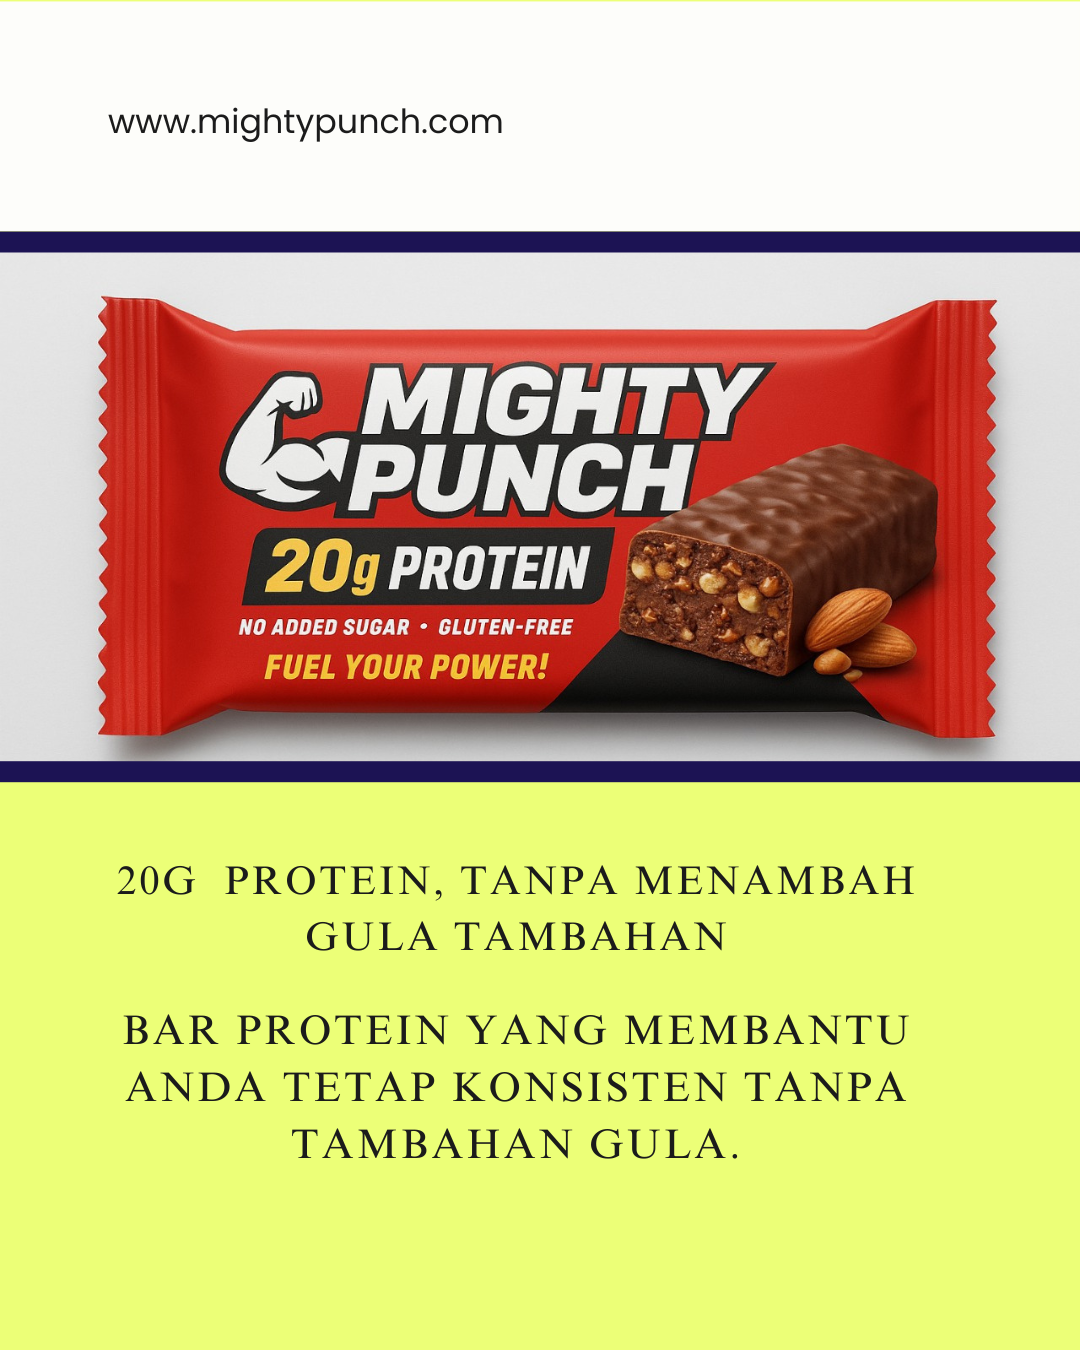 www.mightypunch.com
MIGHTY
PUNCH
20g PROTEIN
NO ADDED SUGAR • GLUTEN-FREE
FUEL YOUR POWER!
20G PROTEIN, TANPA MENAMBAH
GULA TAMBAHAN
BAR PROTEIN YANG MEMBANTU
ANDA TETAP KONSISTEN TANPA
TAMBAHAN GULA.